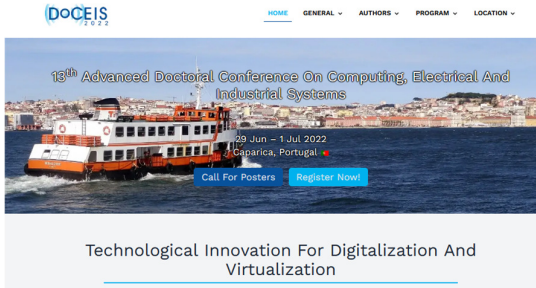 DoCEIS
2022
HOME GENERAL AUTHORS PROGRAM LOCATION
13th Advanced Doctoral Conference On Computing, Electrical And
Industrial Systems
29 Jun – 1 Jul 2022
Caparica, Portugal
Call For Posters Register Now!
Technological Innovation For Digitalization And
Virtualization